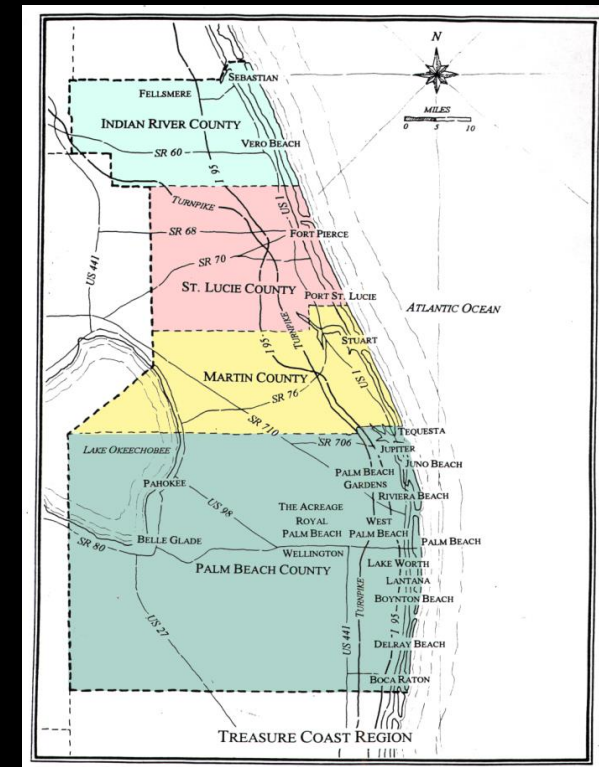 N
MILES
0 5 10
SEBASTIAN
FELLSMERE
INDIAN RIVER COUNTY
VERO BEACH
SR 60
I 95
TURNPIKE
US 1
SR 68
FORT PIERCE
SR 70
US 441
ST. LUCIE COUNTY
PORT ST. LUCIE
ATLANTIC OCEAN
TURNPIKE
STUART
I 95
MARTIN COUNTY
US 1
SR 76
SR 710
TEQUESTA
SR 706
JUPITER
LAKE OKEECHOBEE
JUNO BEACH
PALM BEACH
GARDENS
PAHOKEE
RIVIERA BEACH
US 98
THE ACREAGE
ROYAL
PALM BEACH
WEST
PALM BEACH
PALM BEACH
BELLE GLADE
SR 80
WELLINGTON
LAKE WORTH
PALM BEACH COUNTY
LANTANA
TURNPIKE
BOYNTON BEACH
US 27
US 441
I 95
DELRAY BEACH
BOCA RATON
TREASURE COAST REGION